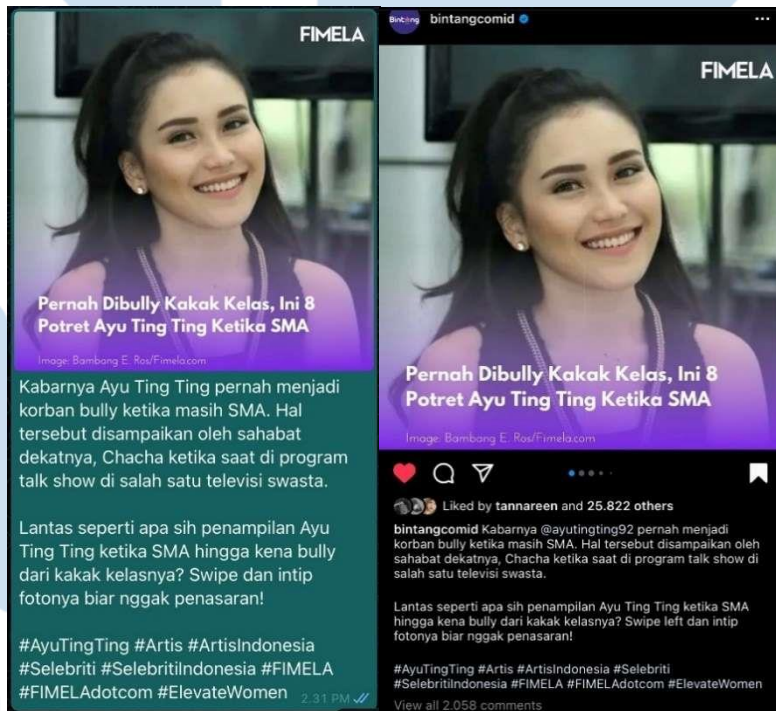 FIMELA
Pernah Dibully Kakak Kelas, Ini 8
Potret Ayu Ting Ting Ketika SMA
Image: Bambang E. Ros/Fimela.com
Kabarnya Ayu Ting Ting pernah menjadi
korban bully ketika masih SMA. Hal
tersebut disampaikan oleh sahabat
dekatnya, Chacha ketika saat di program
talk show di salah satu televisi swasta.
Lantas seperti apa sih penampilan Ayu
Ting Ting ketika SMA hingga kena bully
dari kakak kelasnya? Swipe dan intip
fotonya biar nggak penasaran!
#AyuTingTing #Artis #ArtisIndonesia
#Selebriti #SelebritiIndonesia #FIMELA
#FIMELAdotcom #ElevateWomen
2.31 PM
Bintang
bintangcomid
FIMELA
Pernah Dibully Kakak Kelas, Ini 8
Potret Ayu Ting Ting Ketika SMA
Image: Bambang E. Ros/Fimela.com
Liked by tannareen and 25.822 others
bintangcomid Kabarnya @ayutingting92 pernah menjadi
korban bully ketika masih SMA. Hal tersebut disampaikan oleh
sahabat dekatnya, Chacha ketika saat di program talk show di
salah satu televisi swasta.
Lantas seperti apa sih penampilan Ayu Ting Ting ketika SMA
hingga kena bully dari kakak kelasnya? Swipe left dan intip
fotonya biar nggak penasaran!
#AyuTingTing #Artis #ArtisIndonesia #Selebriti
#SelebritiIndonesia #FIMELA #FIMELAdotcom #ElevateWomen
View all 2.058 comments